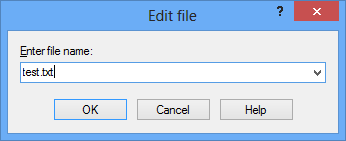 Edit file
?
Enter file name:
test.txt
OK Cancel Help